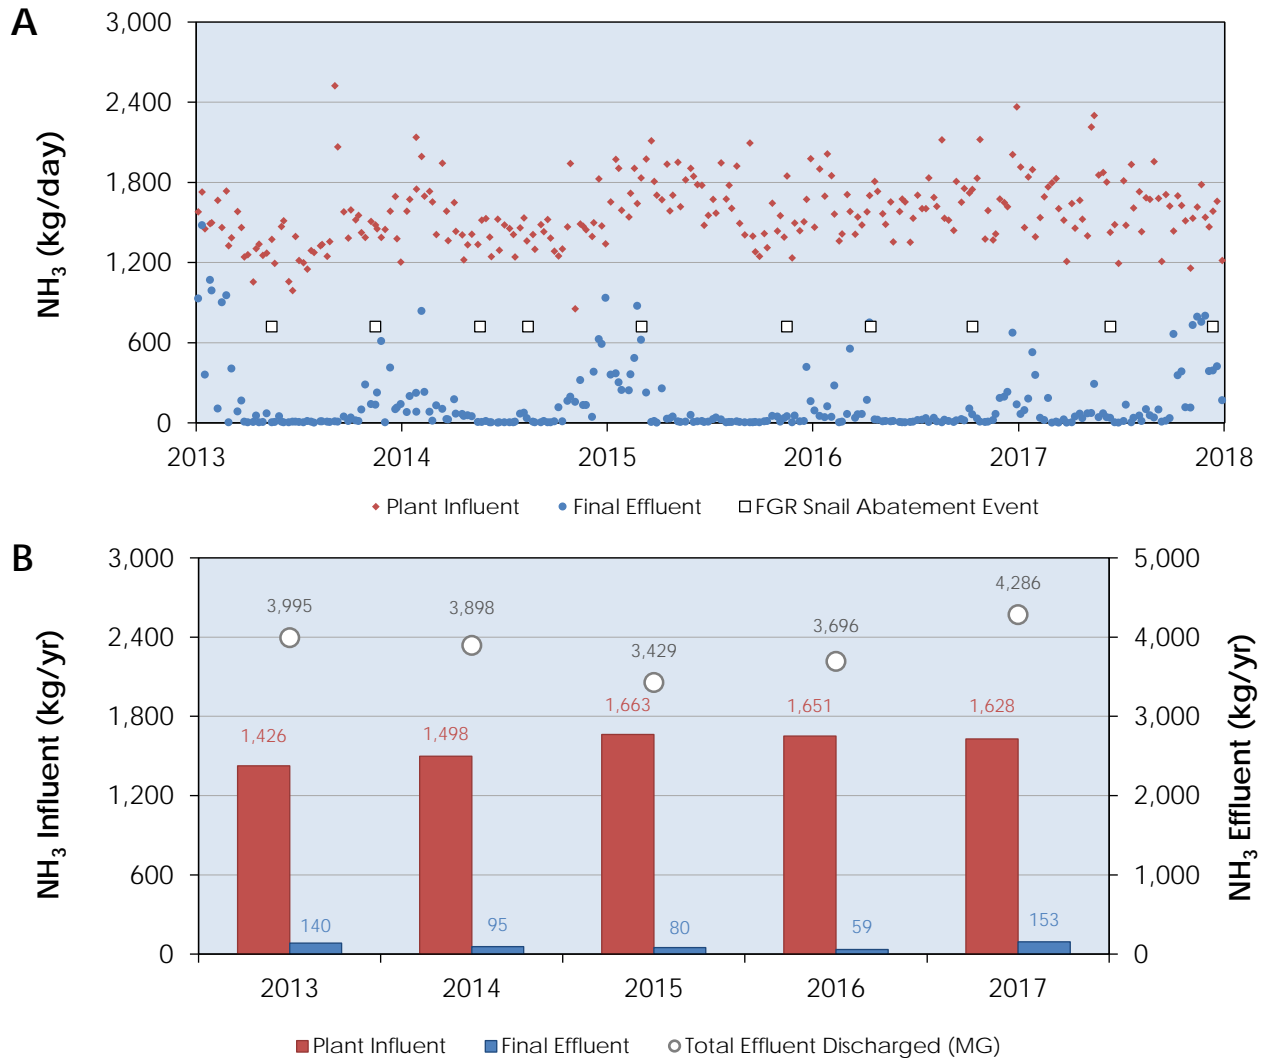 A
NH3 (kg/day)
3,000
2,400
1,800
1,200
600
0
2013 2014 2015 2016 2017 2018
Plant Influent Final Effluent FGR Snail Abatement Event
B
NH3 Influent (kg/yr)
3,000
2,400
1,800
1,200
600
0
3,995 3,898 3,429 3,696 4,286
1,426 1,498 1,663 1,651 1,628
140 95 80 59 153
5,000
4,000
3,000
2,000
1,000
0
NH3 Effluent (kg/yr)
2013 2014 2015 2016 2017
Plant Influent Final Effluent Total Effluent Discharged (MG)